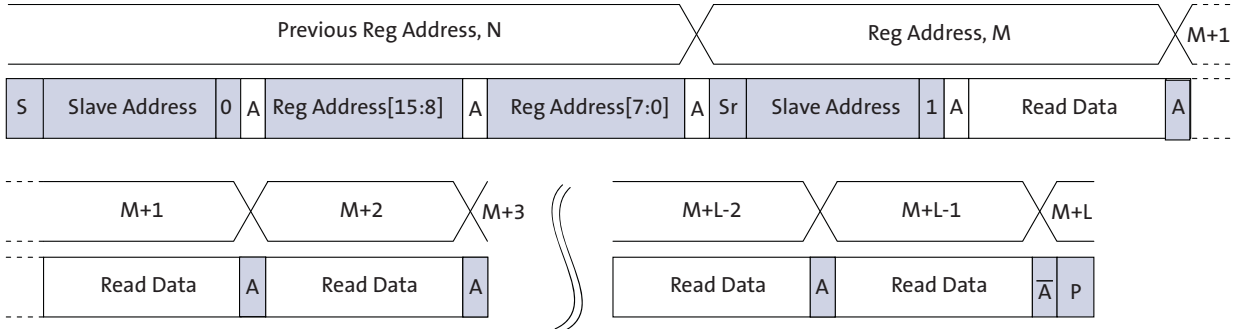 Previous Reg Address, N Reg Address, M M+1
S Slave Address 0 A Reg Address[15:8] A Reg Address[7:0] A Sr Slave Address 1 A Read Data A
M+1 M+2 M+3 M+L-2 M+L-1 M+L
Read Data A Read Data A Read Data A Read Data A̅ P